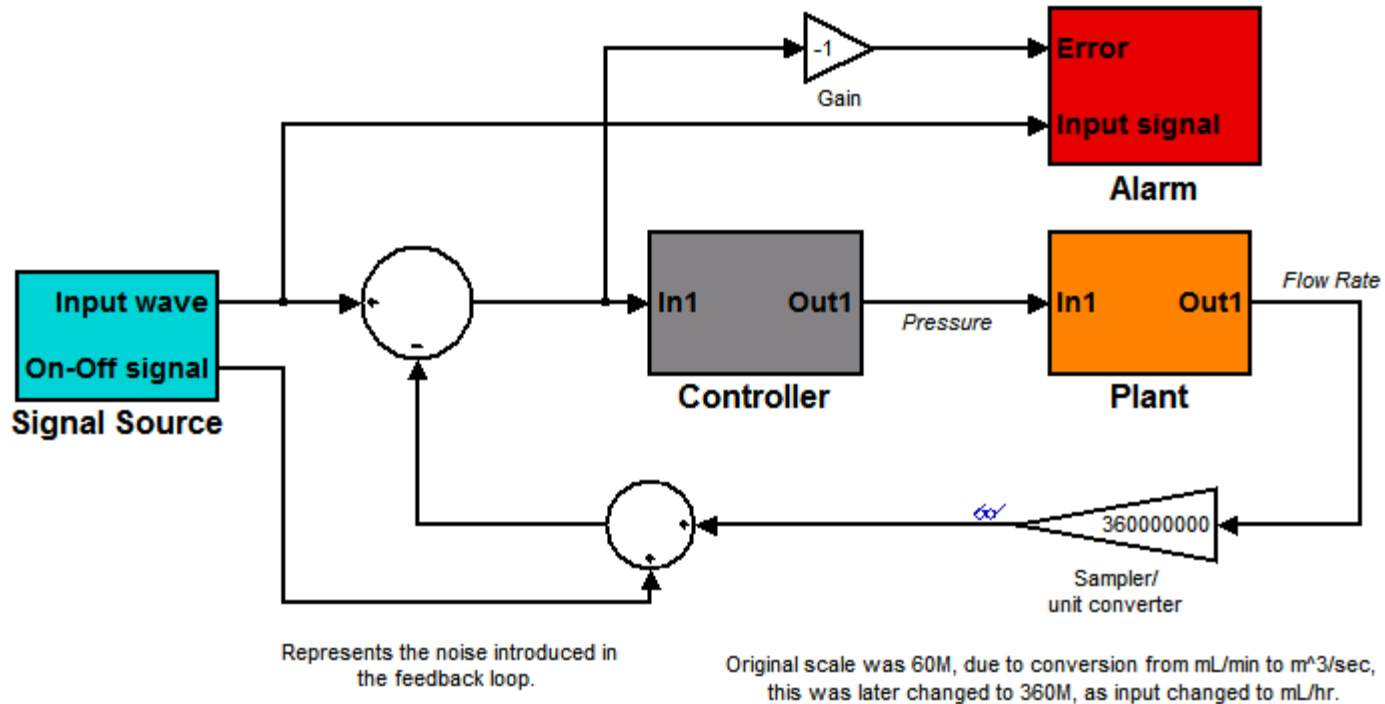 -1
Gain
Error
Input signal
Alarm
Input wave
On-Off signal
Signal Source
+
-
In1
Out1
Controller
Pressure
In1
Out1
Plant
Flow Rate
+
+
360000000
Sampler/
unit converter
Represents the noise introduced in
the feedback loop.
Original scale was 60M, due to conversion from mL/min to m^3/sec,
this was later changed to 360M, as input changed to mL/hr.